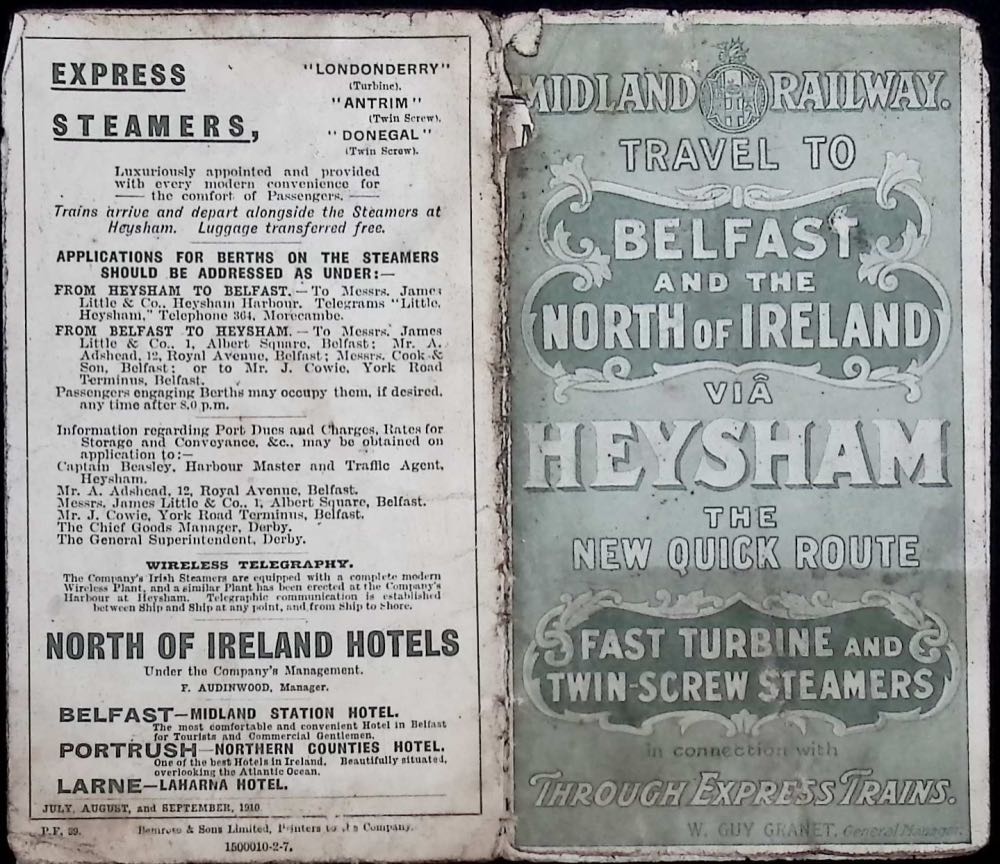 EXPRESS
STEAMERS,
"LONDONDERRY"
(Turbine).
"ANTRIM"
(Twin Screw).
"DONEGAL"
(Twin Screw).
Luxuriously appointed and provided
with every modern convenience for
the comfort of Passengers.
Trains arrive and depart alongside the Steamers at
Heysham. Luggage transferred free.
APPLICATIONS FOR BERTHS ON THE STEAMERS
SHOULD BE ADDRESSED AS UNDER:—
FROM HEYSHAM TO BELFAST.—To Messrs. James
Little & Co., Heysham Harbour. Telegrams "Little,
Heysham," Telephone 364, Morecambe.
FROM BELFAST TO HEYSHAM.—To Messrs. James
Little & Co., 1, Albert Square, Belfast; Mr. A.
Adshead, 12, Royal Avenue, Belfast; Messrs. Cook &
Son, Belfast; or to Mr. J. Cowie, York Road
Terminus, Belfast.
Passengers engaging Berths may occupy them, if desired,
any time after 8.0 p.m.
Information regarding Port Dues and Charges, Rates for
Storage and Conveyance, &c., may be obtained on
application to:—
Captain Beasley, Harbour Master and Traffic Agent,
Heysham.
Mr. A. Adshead, 12, Royal Avenue, Belfast.
Messrs. James Little & Co., 1, Albert Square, Belfast.
Mr. J. Cowie, York Road Terminus, Belfast.
The Chief Goods Manager, Derby.
The General Superintendent, Derby.
WIRELESS TELEGRAPHY.
The Company's Irish Steamers are equipped with a complete modern
Wireless Plant, and a similar Plant has been erected at the Company's
Harbour at Heysham. Telegraphic communication is established
between Ship and Ship at any point, and from Ship to Shore.
NORTH OF IRELAND HOTELS
Under the Company's Management.
F. AUDINWOOD, Manager.
BELFAST—MIDLAND STATION HOTEL.
The most comfortable and convenient Hotel in Belfast
for Tourists and Commercial Gentlemen.
PORTRUSH—NORTHERN COUNTIES HOTEL.
One of the best Hotels in Ireland. Beautifully situated,
overlooking the Atlantic Ocean.
LARNE—LAHARNA HOTEL.
JULY, AUGUST, and SEPTEMBER, 1910.
P.F. 39. Bemrose & Sons Limited, Printers to Company.
1500010-2-7.
MIDLAND RAILWAY.
TRAVEL TO
BELFAST
AND THE
NORTH OF IRELAND
VIÂ
HEYSHAM
THE
NEW QUICK ROUTE
FAST TURBINE AND
TWIN-SCREW STEAMERS
in connection with
THROUGH EXPRESS TRAINS.
W. GUY GRANET, General Manager.